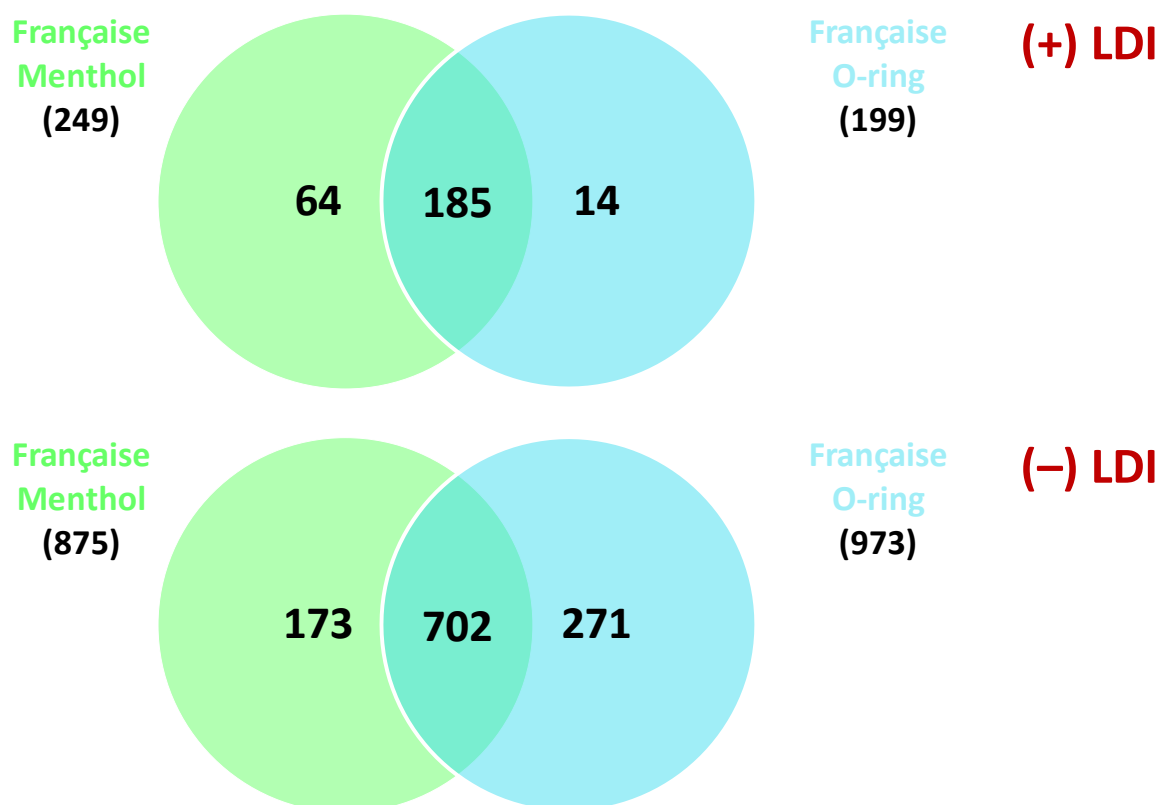 Française
Menthol
(249)
64
185
14
Française
O-ring
(199)
(+) LDI
Française
Menthol
(875)
173
702
271
Française
O-ring
(973)
(–) LDI